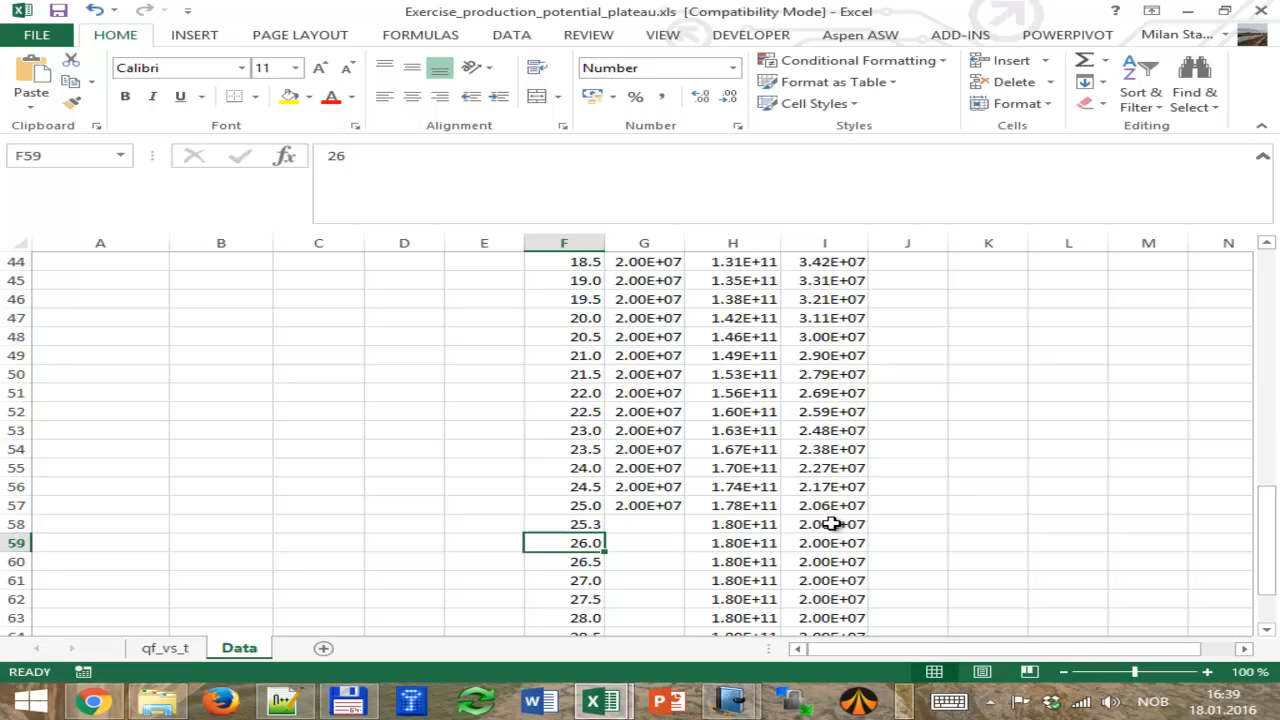 Exercise_production_potential_plateau.xls [Compatibility Mode] - Excel
FILE HOME INSERT PAGE LAYOUT FORMULAS DATA REVIEW VIEW DEVELOPER Aspen ASW ADD-INS POWERPIVOT Milan Sta...
Paste
Calibri 11
B I U
Number
%
Conditional Formatting
Format as Table
Cell Styles
Insert
Delete
Format
Sort & Filter
Find & Select
Clipboard Font Alignment Number Styles Cells Editing
F59 fx 26
A B C D E F G H I J K L M N
44 18.5 2.00E+07 1.31E+11 3.42E+07
45 19.0 2.00E+07 1.35E+11 3.31E+07
46 19.5 2.00E+07 1.38E+11 3.21E+07
47 20.0 2.00E+07 1.42E+11 3.11E+07
48 20.5 2.00E+07 1.46E+11 3.00E+07
49 21.0 2.00E+07 1.49E+11 2.90E+07
50 21.5 2.00E+07 1.53E+11 2.79E+07
51 22.0 2.00E+07 1.56E+11 2.69E+07
52 22.5 2.00E+07 1.60E+11 2.59E+07
53 23.0 2.00E+07 1.63E+11 2.48E+07
54 23.5 2.00E+07 1.67E+11 2.38E+07
55 24.0 2.00E+07 1.70E+11 2.27E+07
56 24.5 2.00E+07 1.74E+11 2.17E+07
57 25.0 2.00E+07 1.78E+11 2.06E+07
58 25.3 1.80E+11
59 26.0 1.80E+11 2.00E+07
60 26.5 1.80E+11 2.00E+07
61 27.0 1.80E+11 2.00E+07
62 27.5 1.80E+11 2.00E+07
63 28.0 1.80E+11 2.00E+07
qf_vs_t Data
READY 100 %
NOB
16:39
18.01.2016